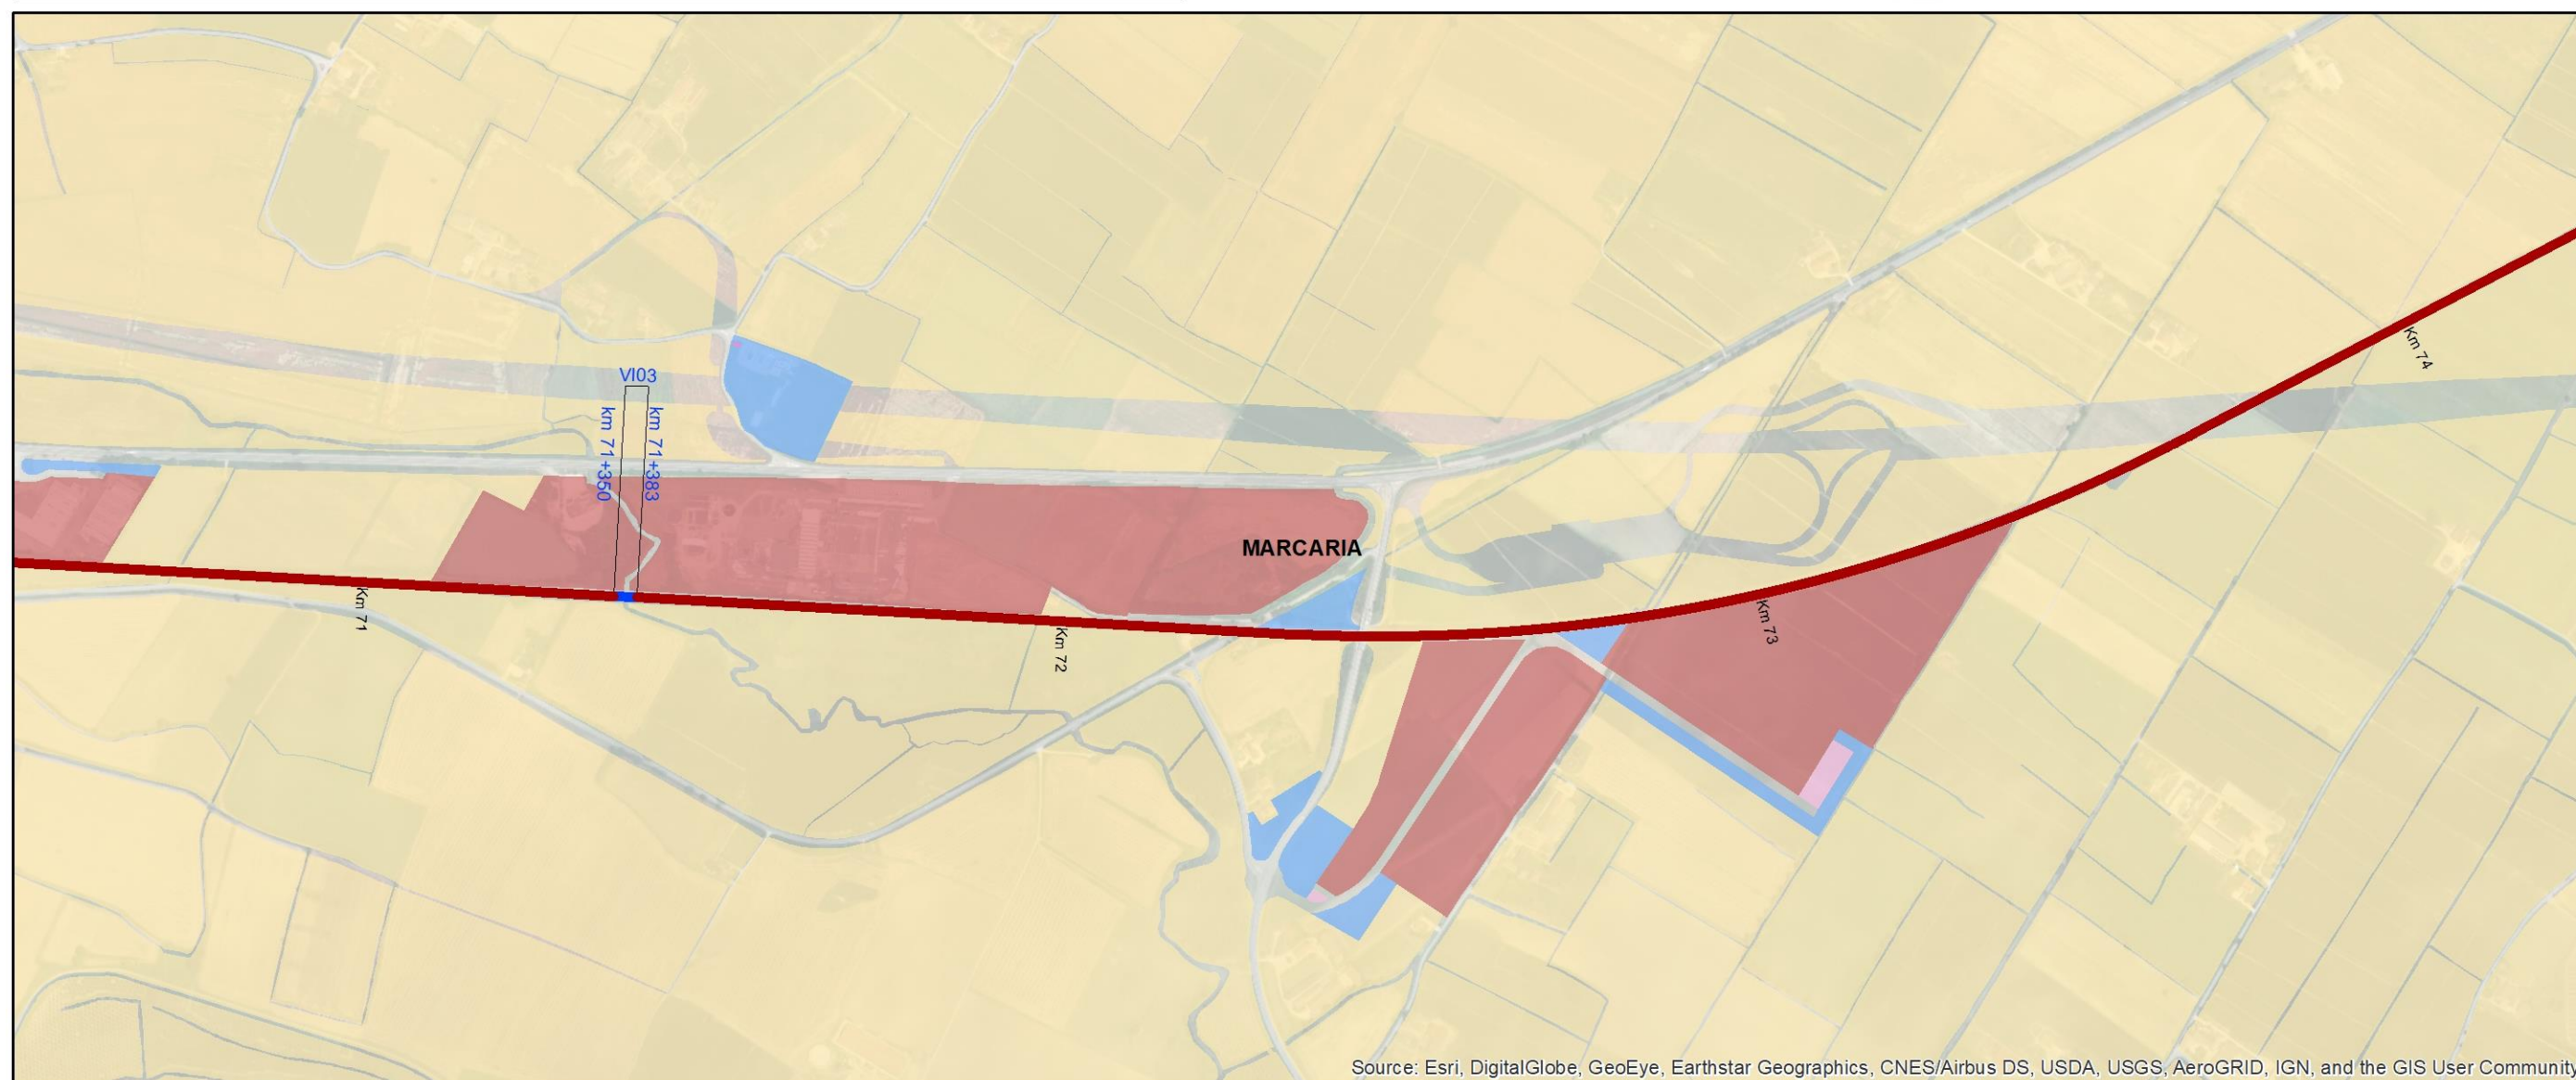 VI03
km 71+350
km 71+383
MARCARIA
Km 71
Km 72
Km 73
Km 74
Source: Esri, DigitalGlobe, GeoEye, Earthstar Geographics, CNES/Airbus DS, USDA, USGS, AeroGRID, IGN, and the GIS User Community